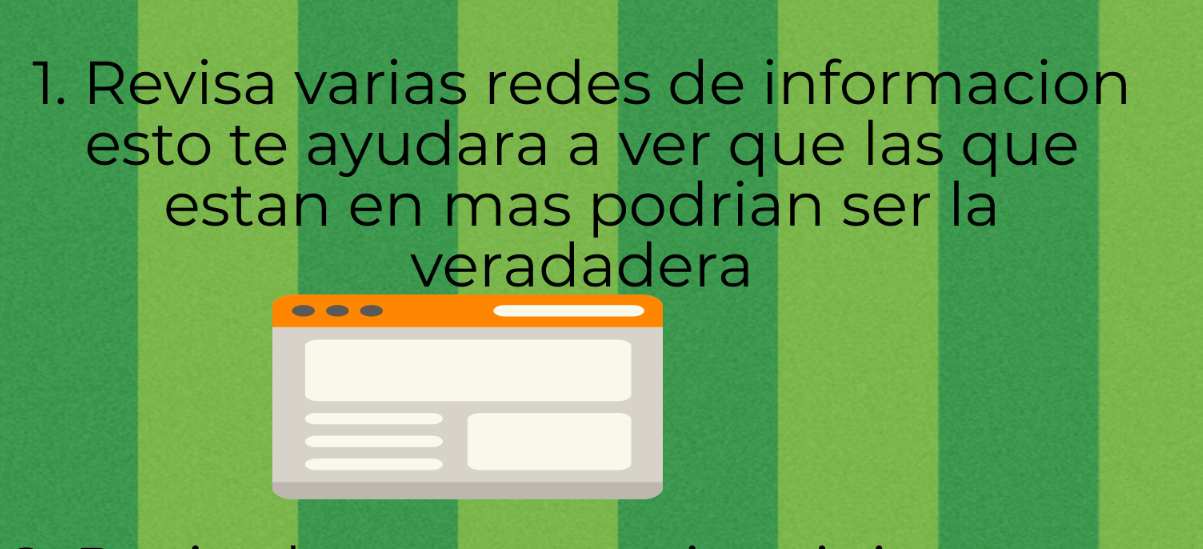 1. Revisa varias redes de informacion
esto te ayudara a ver que las que
estan en mas podrian ser la
veradadera